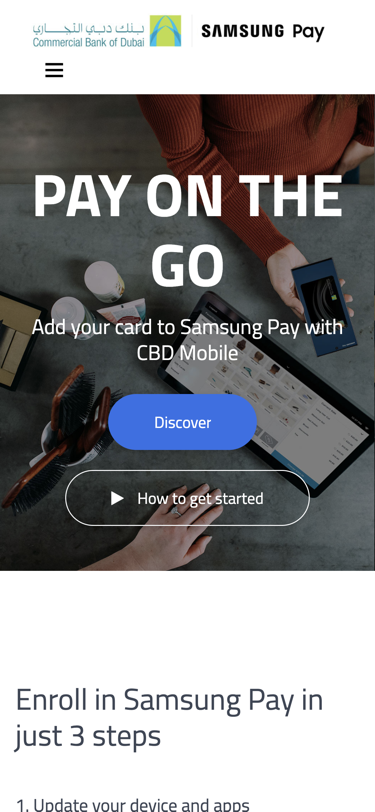 بنك دبي التجاري
Commercial Bank of Dubai
SAMSUNG Pay
PAY ON THE
GO
Add your card to Samsung Pay with
CBD Mobile
Discover
How to get started
Enroll in Samsung Pay in
just 3 steps
1. Update your device and apps